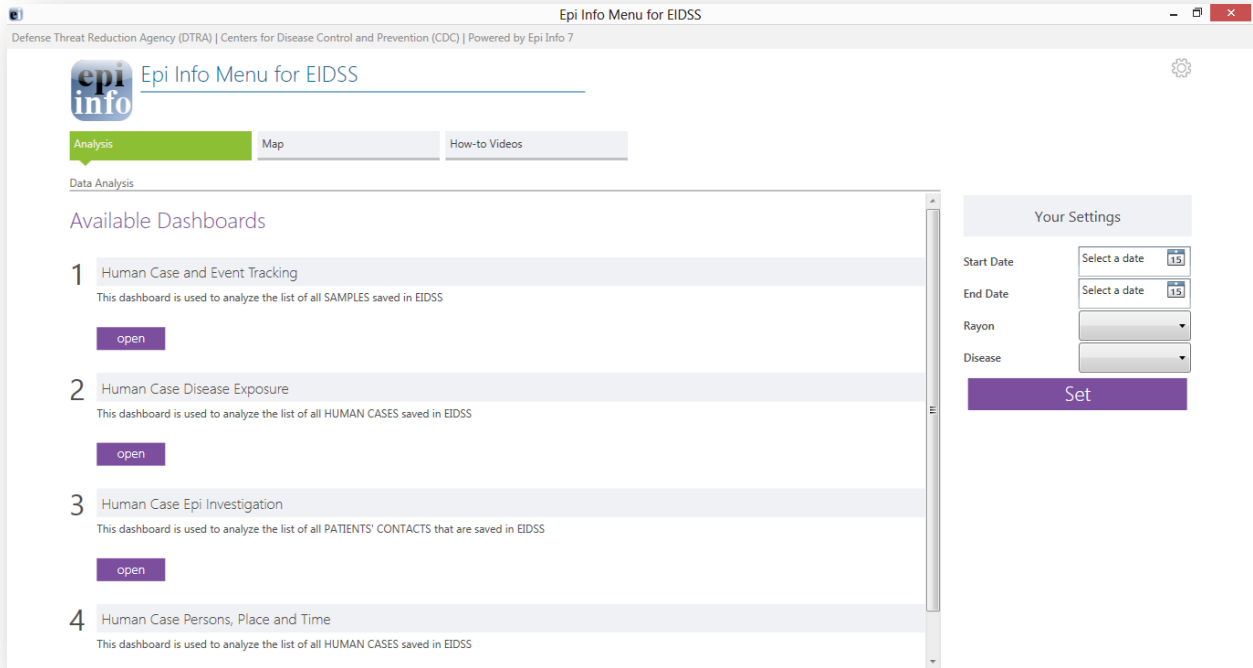 Epi Info Menu for EIDSS
Defense Threat Reduction Agency (DTRA) | Centers for Disease Control and Prevention (CDC) | Powered by Epi Info 7
epi
info
Epi Info Menu for EIDSS
Analysis
Map
How-to Videos
Data Analysis
Available Dashboards
1 Human Case and Event Tracking
This dashboard is used to analyze the list of all SAMPLES saved in EIDSS
open
2 Human Case Disease Exposure
This dashboard is used to analyze the list of all HUMAN CASES saved in EIDSS
open
3 Human Case Epi Investigation
This dashboard is used to analyze the list of all PATIENTS' CONTACTS that are saved in EIDSS
open
4 Human Case Persons, Place and Time
This dashboard is used to analyze the list of all HUMAN CASES saved in EIDSS
Your Settings
Start Date Select a date 15
End Date Select a date 15
Rayon
Disease
Set